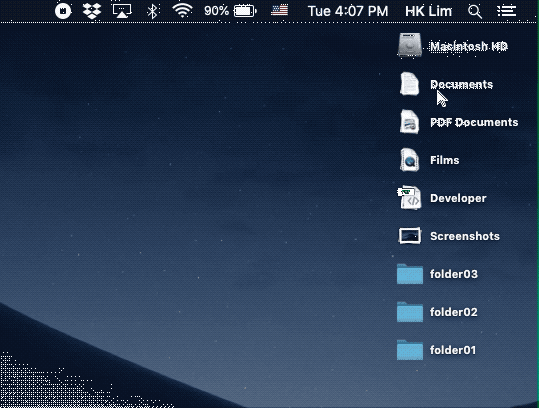 90% Tue 4:07 PM HK Lim
Macintosh HD
Documents
PDF Documents
Films
Developer
Screenshots
folder03
folder02
folder01